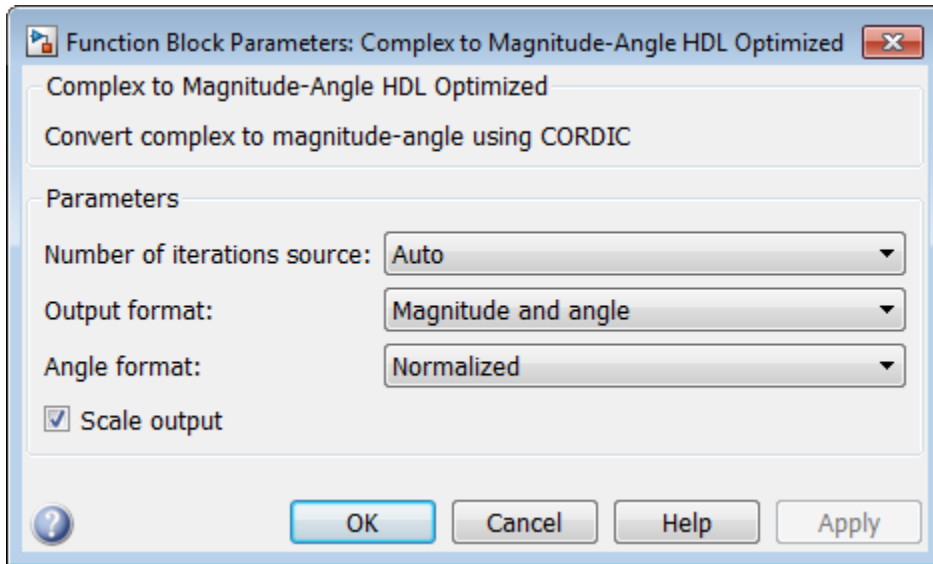 Function Block Parameters: Complex to Magnitude-Angle HDL Optimized
Complex to Magnitude-Angle HDL Optimized
Convert complex to magnitude-angle using CORDIC
Parameters
Number of iterations source: Auto
Output format: Magnitude and angle
Angle format: Normalized
Scale output
? OK Cancel Help Apply